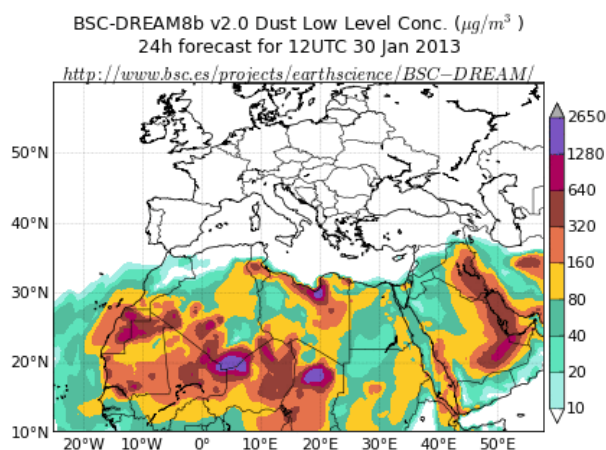 BSC-DREAM8b v2.0 Dust Low Level Conc. (μg/m³ )
24h forecast for 12UTC 30 Jan 2013
http://www.bsc.es/projects/earthscience/BSC−DREAM/
2650
1280
640
320
160
80
40
20
10
50°N
40°N
30°N
20°N
10°N
20°W 10°W 0° 10°E 20°E 30°E 40°E 50°E